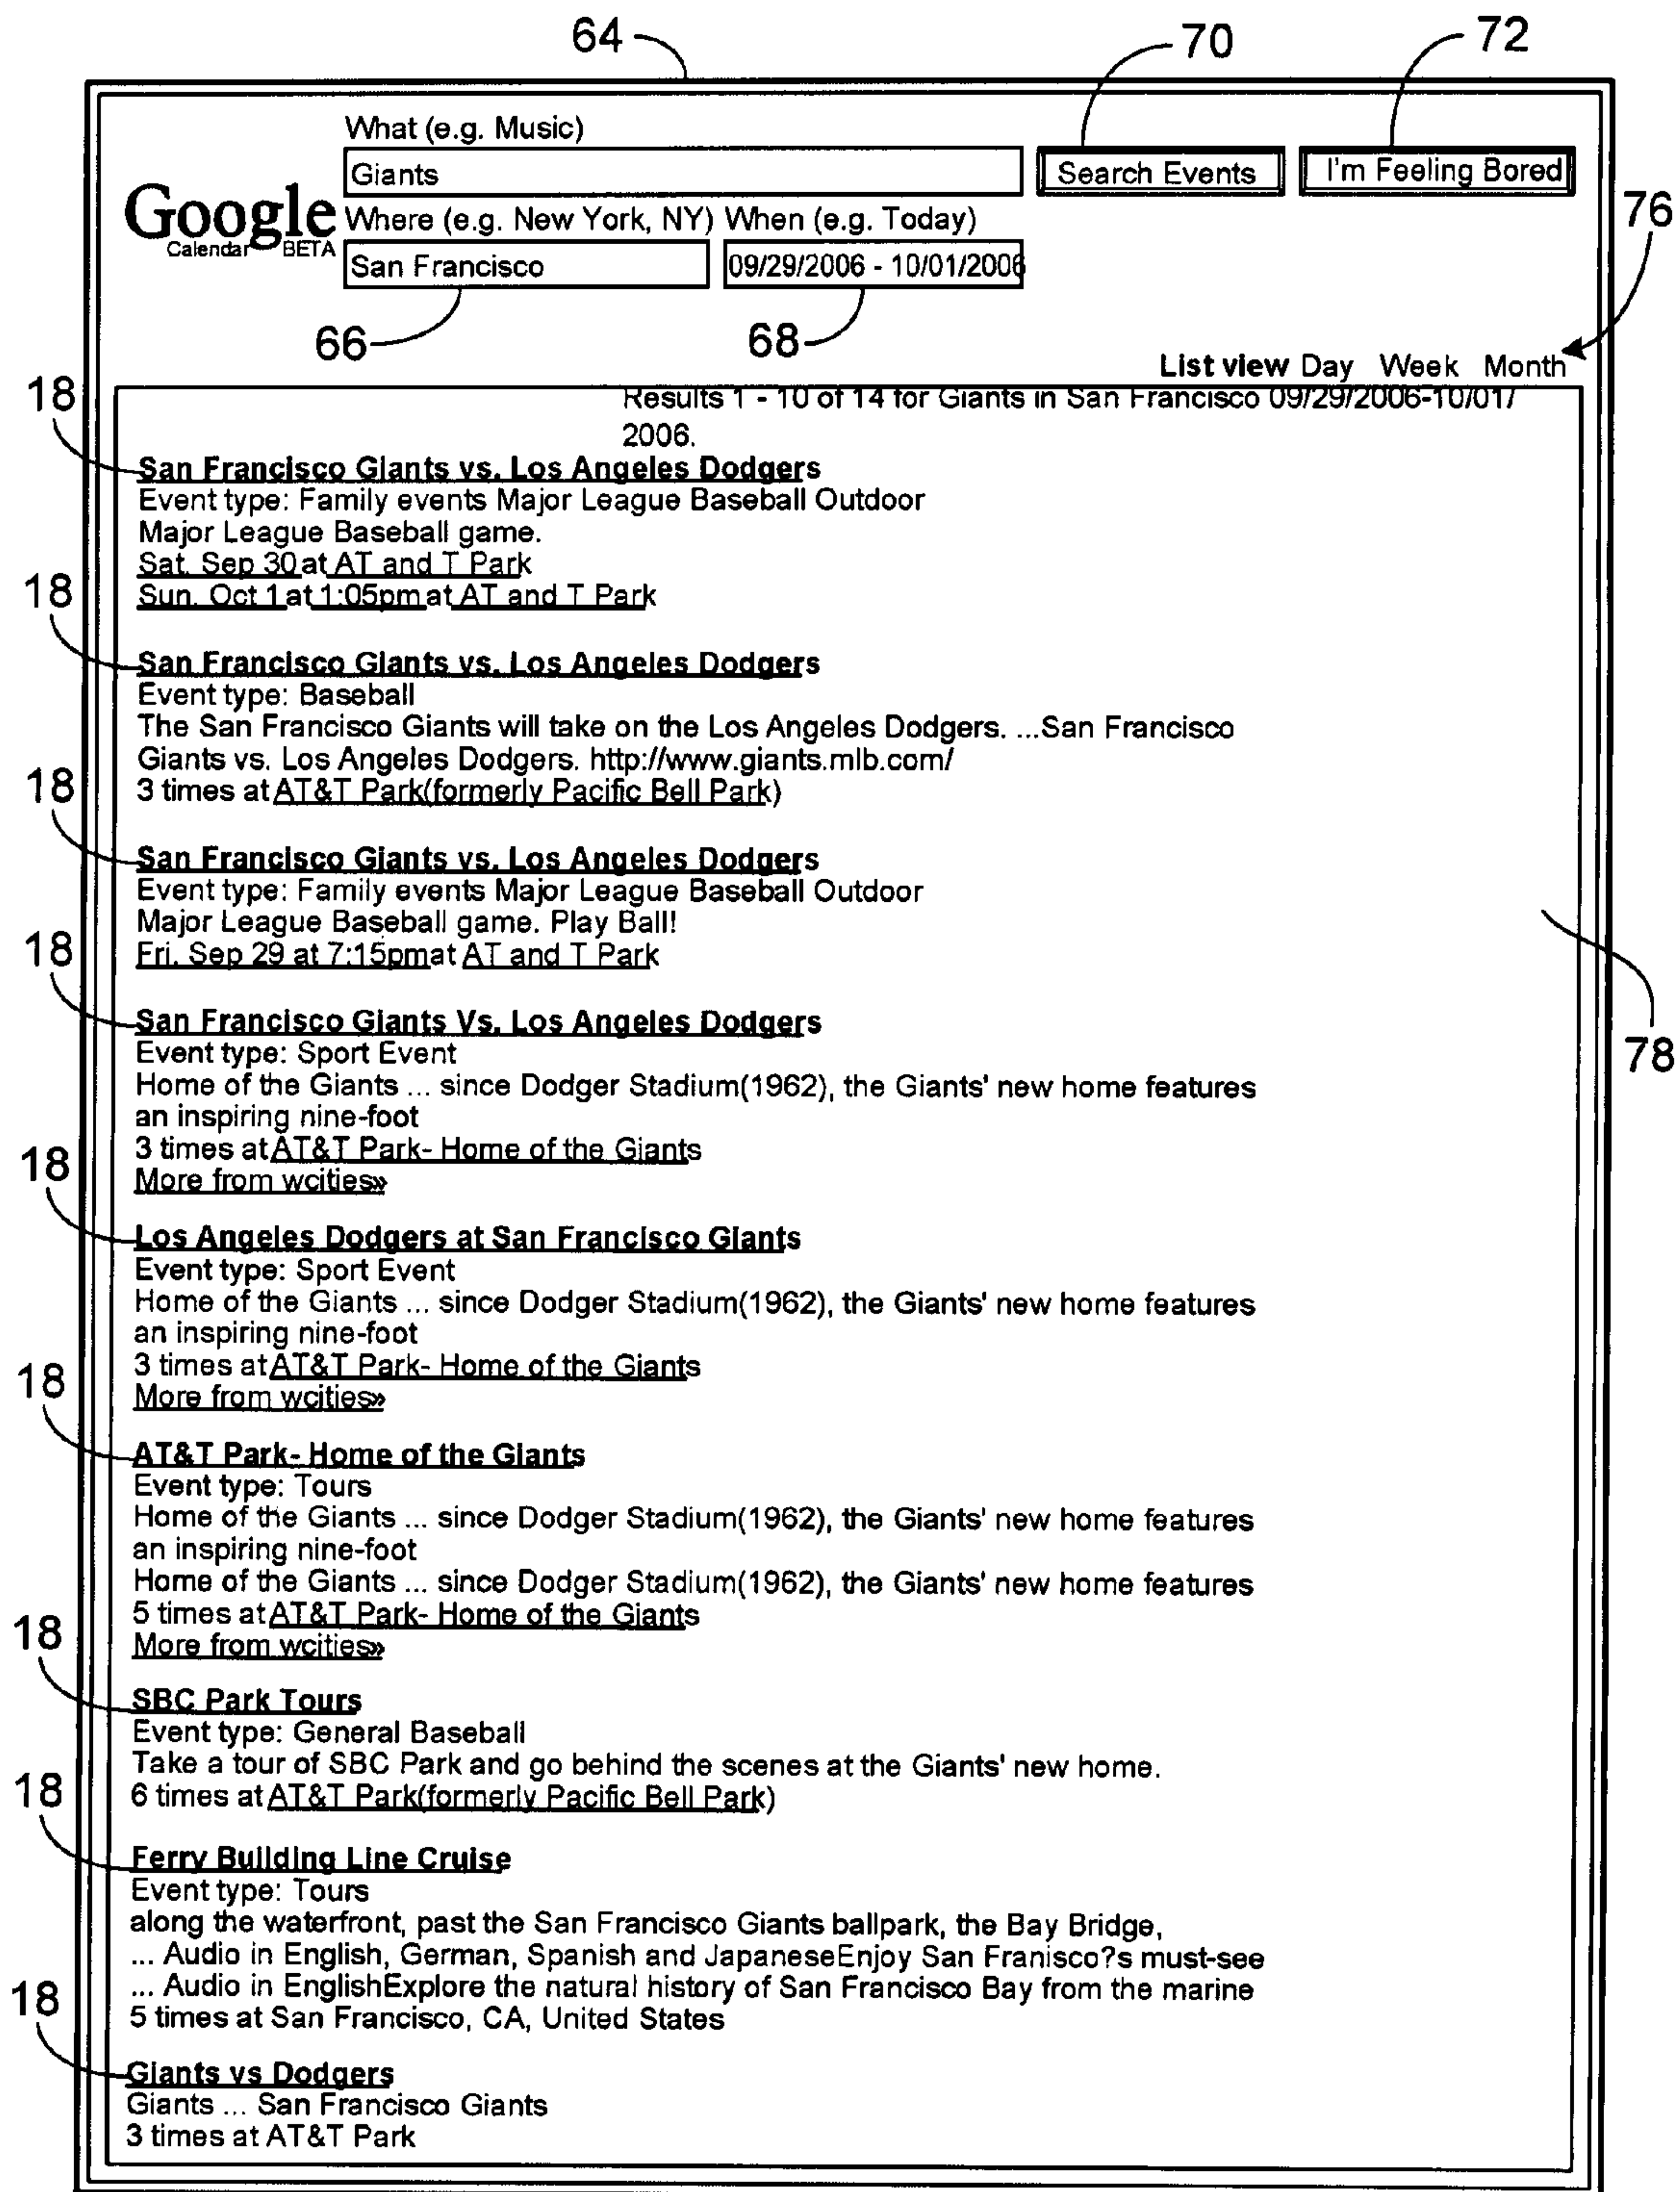 64
70
72
What (e.g. Music)
Giants
Search Events
I'm Feeling Bored
76
Google
Calendar BETA
Where (e.g. New York, NY) When (e.g. Today)
San Francisco
09/29/2006 - 10/01/2006
66
68
List view Day Week Month
18
Results 1 - 10 of 14 for Giants in San Francisco 09/29/2006-10/01/
2006.
San Francisco Giants vs. Los Angeles Dodgers
Event type: Family events Major League Baseball Outdoor
Major League Baseball game.
Sat. Sep 30 at AT and T Park
18
Sun. Oct 1 at 1:05pm at AT and T Park
San Francisco Giants vs. Los Angeles Dodgers
Event type: Baseball
The San Francisco Giants will take on the Los Angeles Dodgers. ...San Francisco
Giants vs. Los Angeles Dodgers. http://www.giants.mlb.com/
18
3 times at AT&T Park(formerly Pacific Bell Park)
San Francisco Giants vs. Los Angeles Dodgers
Event type: Family events Major League Baseball Outdoor
Major League Baseball game. Play Ball!
18
Fri. Sep 29 at 7:15pmat AT and T Park
San Francisco Giants Vs. Los Angeles Dodgers
Event type: Sport Event
78
Home of the Giants ... since Dodger Stadium(1962), the Giants' new home features
an inspiring nine-foot
3 times at AT&T Park- Home of the Giants
18
More from wcities»
Los Angeles Dodgers at San Francisco Giants
Event type: Sport Event
Home of the Giants ... since Dodger Stadium(1962), the Giants' new home features
an inspiring nine-foot
3 times at AT&T Park- Home of the Giants
18
More from wcities»
AT&T Park- Home of the Giants
Event type: Tours
Home of the Giants ... since Dodger Stadium(1962), the Giants' new home features
an inspiring nine-foot
Home of the Giants ... since Dodger Stadium(1962), the Giants' new home features
5 times at AT&T Park- Home of the Giants
18
More from wcities»
SBC Park Tours
Event type: General Baseball
Take a tour of SBC Park and go behind the scenes at the Giants' new home.
18
6 times at AT&T Park(formerly Pacific Bell Park)
Ferry Building Line Cruise
Event type: Tours
along the waterfront, past the San Francisco Giants ballpark, the Bay Bridge,
... Audio in English, German, Spanish and JapaneseEnjoy San Franisco?s must-see
... Audio in EnglishExplore the natural history of San Francisco Bay from the marine
18
5 times at San Francisco, CA, United States
Giants vs Dodgers
Giants ... San Francisco Giants
3 times at AT&T Park